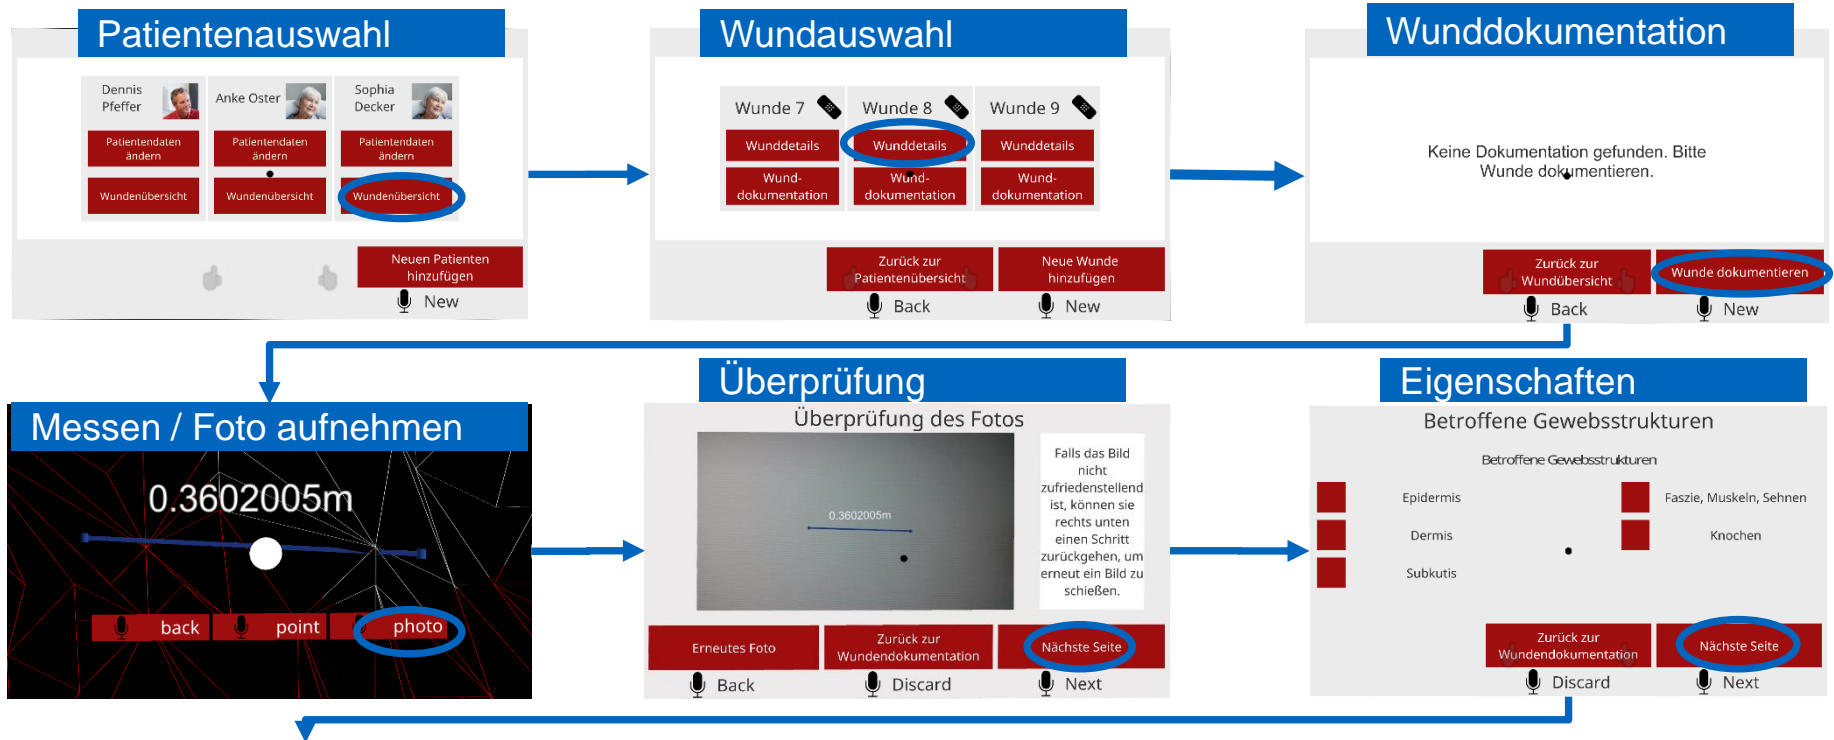 Patientenauswahl
Dennis
Pfeffer
Anke Oster
Sophia
Decker
Patientendaten
ändern
Patientendaten
ändern
Patientendaten
ändern
Wundenübersicht
Wundenübersicht
Wundenübersicht
Neuen Patienten
hinzufügen
New
Wundauswahl
Wunde 7
Wunde 8
Wunde 9
Wunddetails
Wunddetails
Wunddetails
Wund-
dokumentation
Wund-
dokumentation
Wund-
dokumentation
Zurück zur
Patientenübersicht
Neue Wunde
hinzufügen
Back
New
Wunddokumentation
Keine Dokumentation gefunden. Bitte
Wunde dokumentieren.
Zurück zur
Wundübersicht
Wunde dokumentieren
Back
New
Messen / Foto aufnehmen
0.3602005m
back
point
photo
Überprüfung
Überprüfung des Fotos
0.3602005m
Falls das Bild
nicht
zufriedenstellend
ist, können sie
rechts unten
einen Schritt
zurückgehen, um
erneut ein Bild zu
schießen.
Erneutes Foto
Zurück zur
Wundendokumentation
Nächste Seite
Back
Discard
Next
Eigenschaften
Betroffene Gewebsstrukturen
Betroffene Gewebsstrukturen
Epidermis
Faszie, Muskeln, Sehnen
Dermis
Knochen
Subkutis
Zurück zur
Wundendokumentation
Nächste Seite
Discard
Next